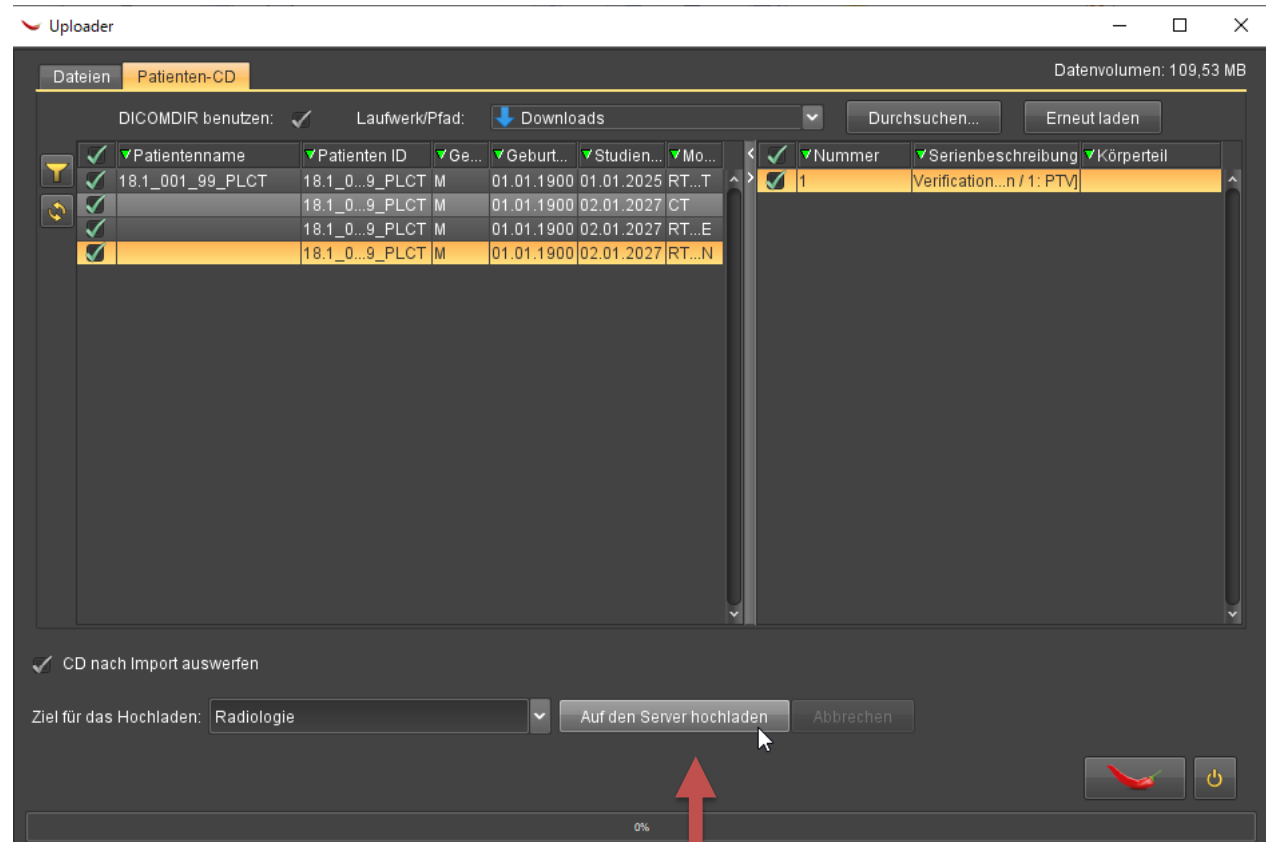 Uploader
Dateien Patienten-CD Datenvolumen: 109,53 MB
DICOMDIR benutzen: Laufwerk/Pfad: Downloads Durchsuchen... Erneut laden
Patientenname Patienten ID Ge... Geburt... Studien... Mo... Nummer Serienbeschreibung Körperteil
18.1_001_99_PLCT 18.1_0...9_PLCT M 01.01.1900 01.01.2025 RT...T 1 Verification...n / 1: PTV]
18.1_0...9_PLCT M 01.01.1900 02.01.2027 CT
18.1_0...9_PLCT M 01.01.1900 02.01.2027 RT...E
18.1_0...9_PLCT M 01.01.1900 02.01.2027 RT...N
CD nach Import auswerfen
Ziel für das Hochladen: Radiologie Auf den Server hochladen Abbrechen
0%